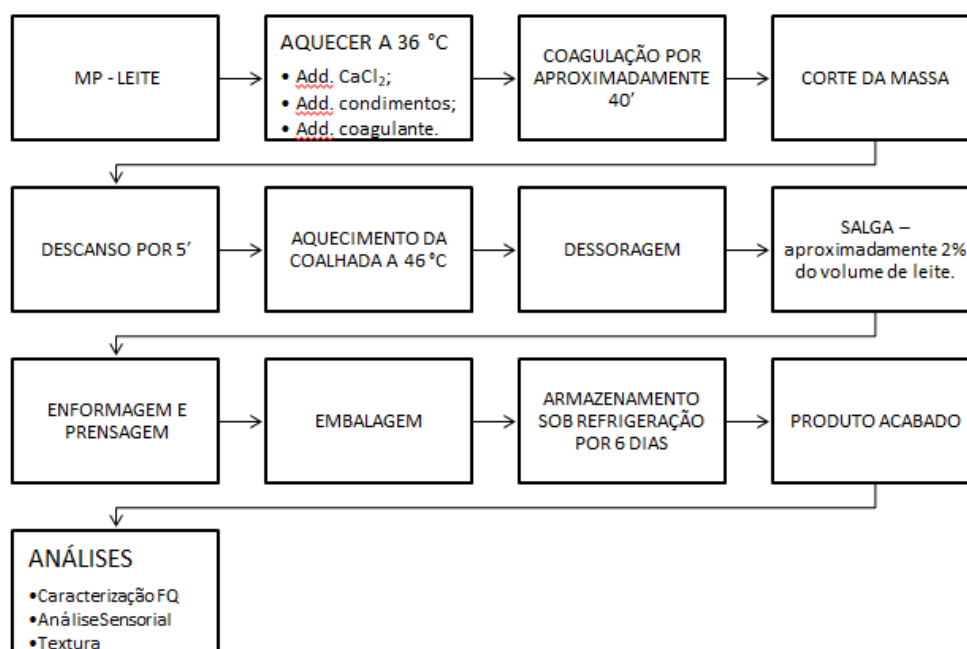 MP - LEITE
AQUECER A 36 °C
• Add. CaCl₂;
• Add. condimentos;
• Add. coagulante.
COAGULAÇÃO POR
APROXIMADAMENTE
40’
CORTE DA MASSA
DESCANSO POR 5’
AQUECIMENTO DA
COALHADA A 46 °C
DESSORAGEM
SALGA –
aproximadamente 2%
do volume de leite.
ENFORMAGEM E
PRENSAGEM
EMBALAGEM
ARMAZENAMENTO
SOB REFRIGERAÇÃO
POR 6 DIAS
PRODUTO ACABADO
ANÁLISES
•Caracterização FQ
•AnáliseSensorial
•Textura